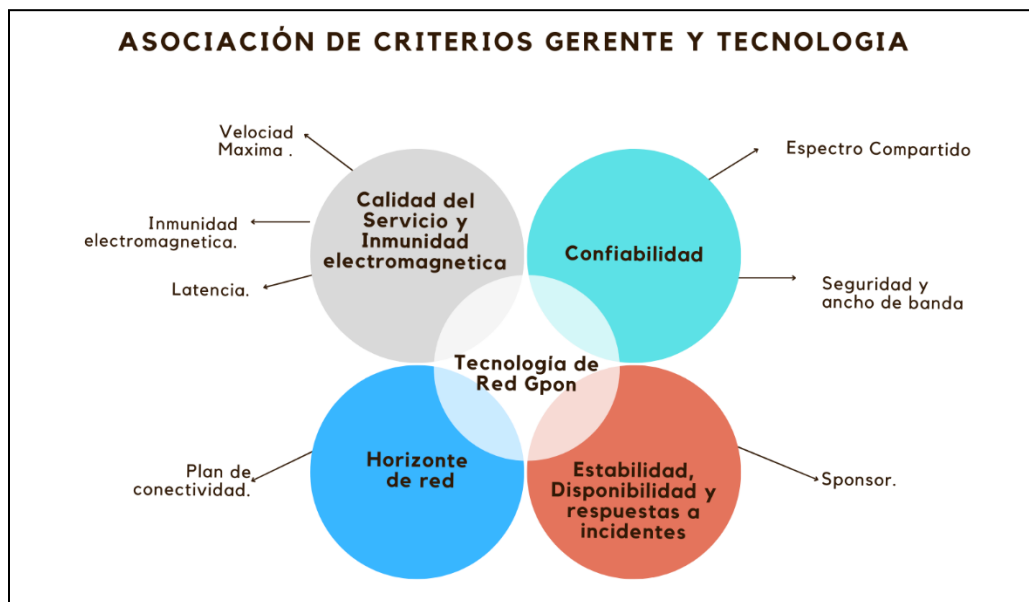 ASOCIACIÓN DE CRITERIOS GERENTE Y TECNOLOGIA
Velociad
Maxima .
Inmunidad
electromagnetica.
Latencia.
Calidad del
Servicio y
Inmunidad
electromagnetica
Confiabilidad
Espectro Compartido
Seguridad y
ancho de banda
Tecnología de
Red Gpon
Plan de
conectividad.
Horizonte
de red
Estabilidad,
Disponibilidad y
respuestas a
incidentes
Sponsor.